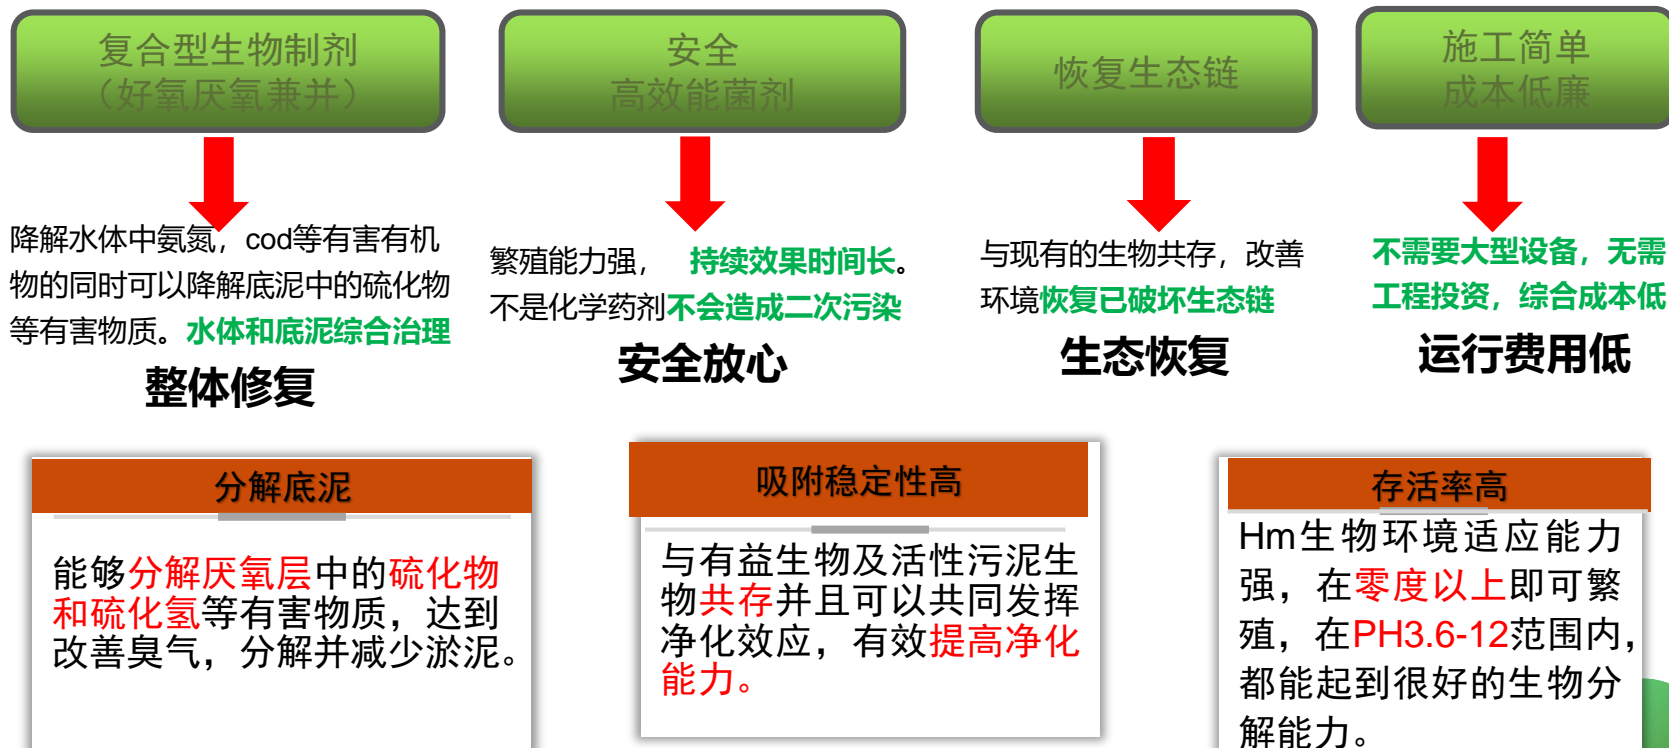 复合型生物制剂
（好氧厌氧兼并）
安全
高效能菌剂
恢复生态链
施工简单
成本低廉
降解水体中氨氮，cod等有害有机
物的同时可以降解底泥中的硫化物
等有害物质。水体和底泥综合治理
整体修复
繁殖能力强， 持续效果时间长。
不是化学药剂不会造成二次污染
安全放心
与现有的生物共存，改善
环境恢复已破坏生态链
生态恢复
不需要大型设备，无需
工程投资，综合成本低
运行费用低
分解底泥
能够分解厌氧层中的硫化物
和硫化氢等有害物质，达到
改善臭气，分解并减少淤泥。
吸附稳定性高
与有益生物及活性污泥生
物共存并且可以共同发挥
净化效应，有效提高净化
能力。
存活率高
Hm生物环境适应能力
强，在零度以上即可繁
殖，在PH3.6-12范围内，
都能起到很好的生物分
解能力。